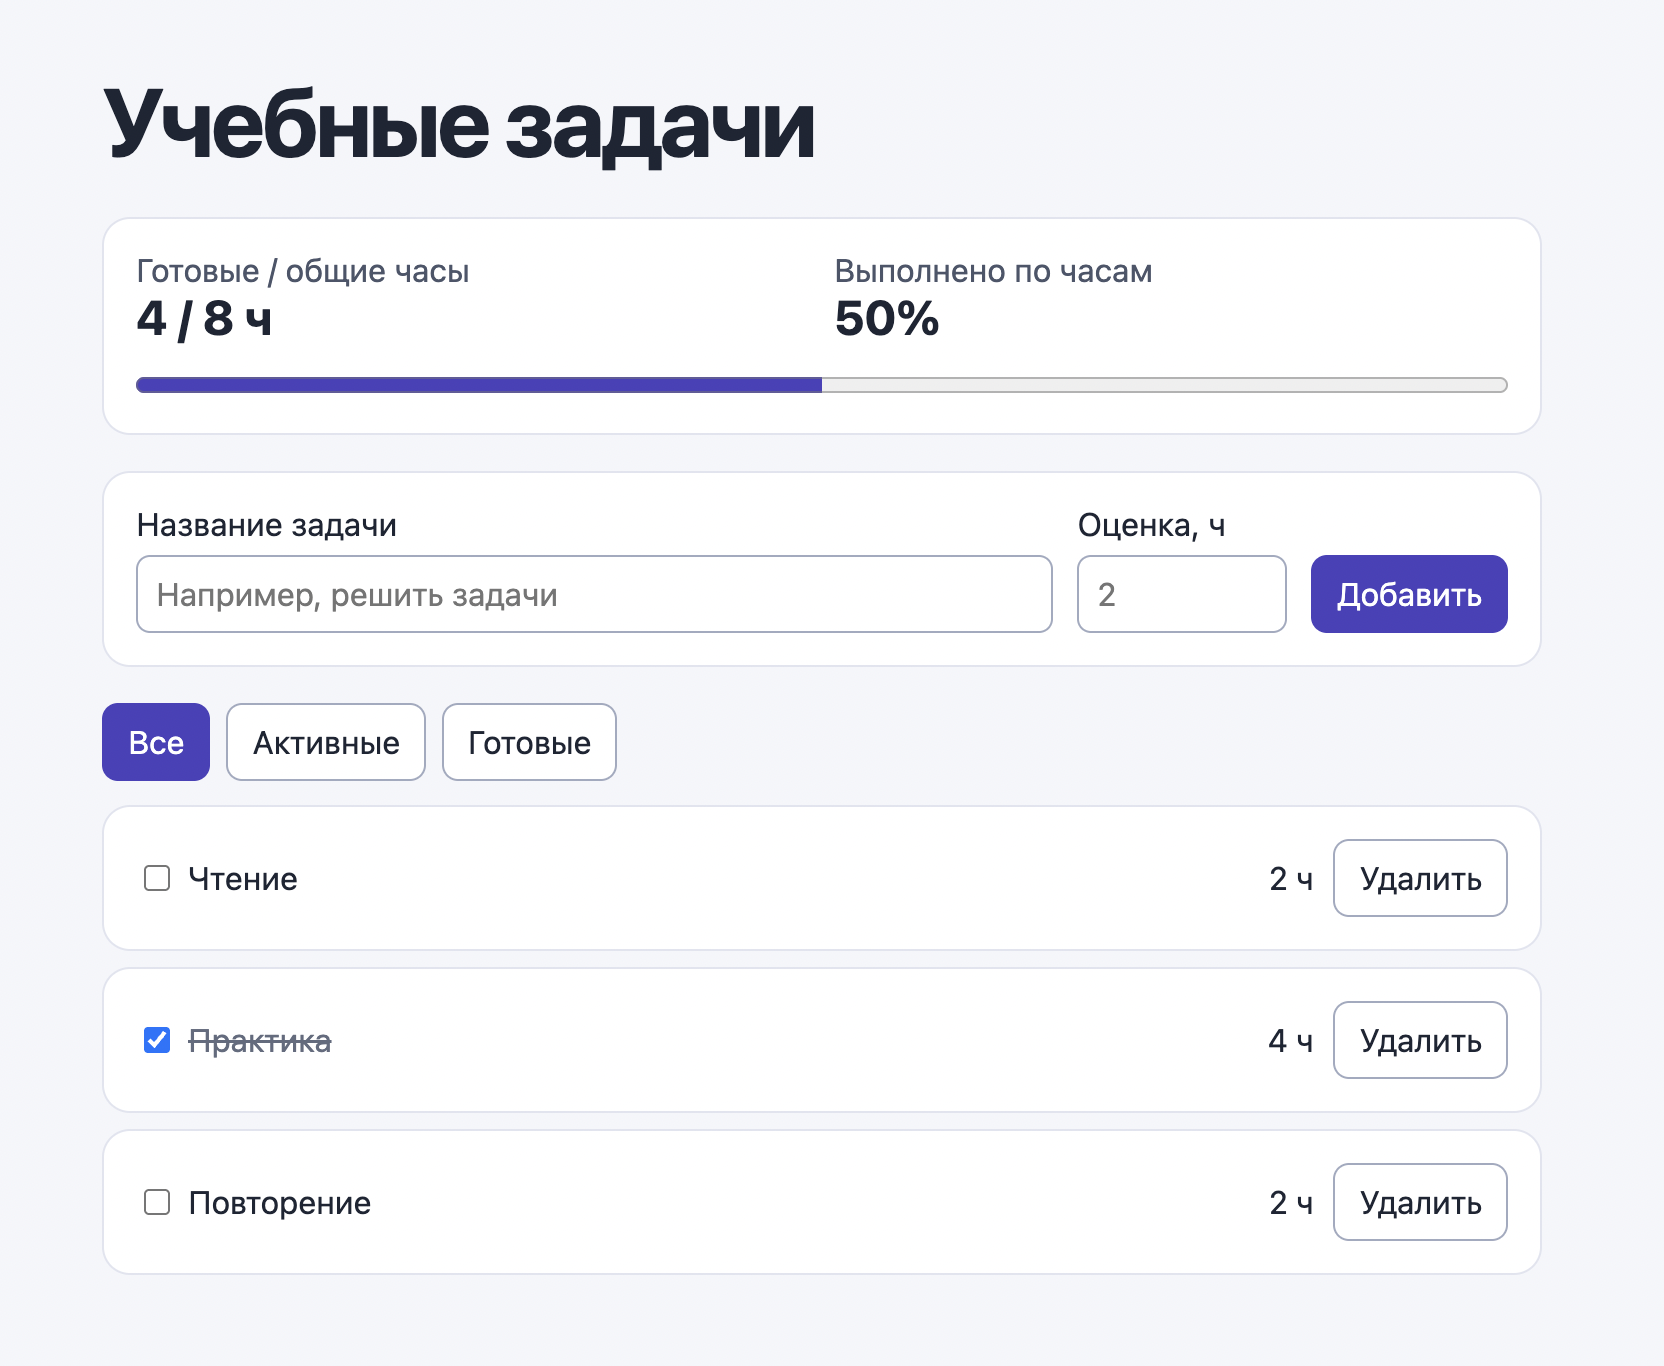 Учебные задачи
Готовые / общие часы
4 / 8 ч
Выполнено по часам
50%
Название задачи
Например, решить задачи
Оценка, ч
2
Добавить
Все
Активные
Готовые
Чтение
2 ч
Удалить
Практика
4 ч
Удалить
Повторение
2 ч
Удалить